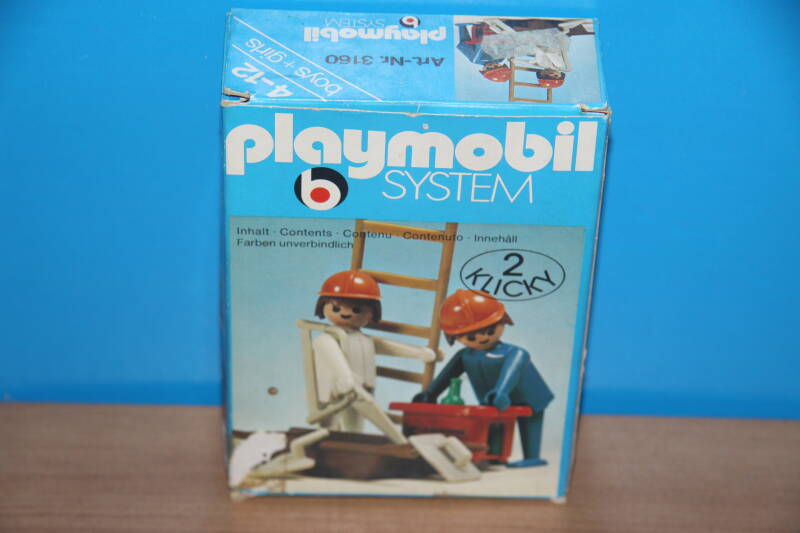 4-12
boys + girls
Art.-Nr. 3160
playmobil
SYSTEM
b
playmobil
b SYSTEM
Inhalt · Contents · Contenu · Contenuto · Innehåll
Farben unverbindlich
2
KLICKY